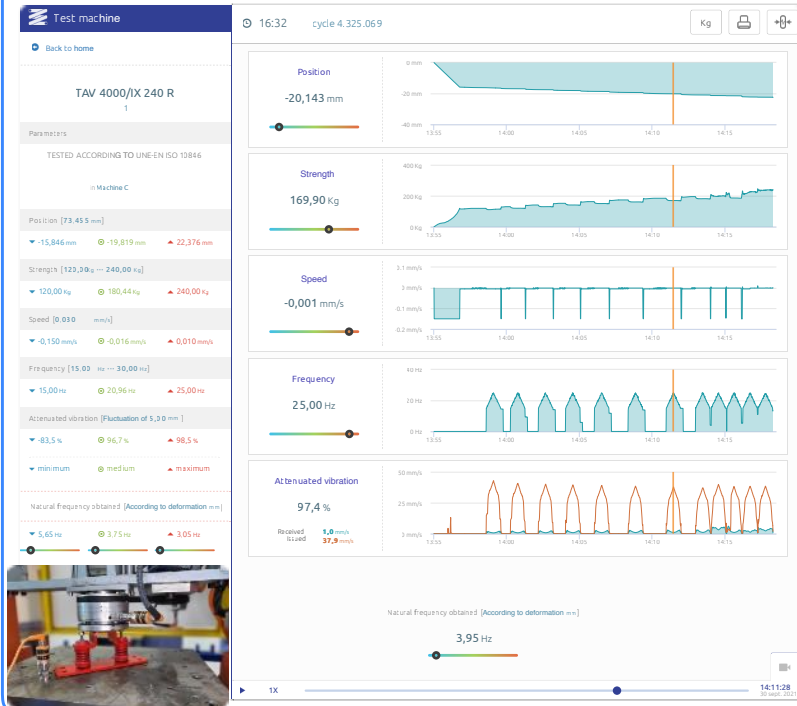 Test machine
Back to home
TAV 4000/IX 240 R
1
Parameters
TESTED ACCORDING TO UNE-EN ISO 10846
Machine C
Position [73.455 mm]
-15,846 mm -19,819 mm 22,376 mm
Strength [120,00 Kg --- 240,00 Kg]
120,00 Kg 180,44 Kg 240,00 Kg
Speed [0.030 mm/s]
-0,150 mm/s -0,016 mm/s 0,010 mm/s
Frequency [15.00 Hz --- 30,00 Hz]
15,00 Hz 20,96 Hz 25,00 Hz
Attenuated vibration [Fluctuation of 5,00 mm ]
-83,5 % 96,7 % 98,5 %
minimum medium maximum
Natural frequency obtained [According to deformation mm]
5,65 Hz 3,75 Hz 3,05 Hz
16:32 cycle 4.325.069
Kg
Position
-20,143 mm
0 mm
-20 mm
-40 mm
13:55 14:00 14:05 14:10 14:15
Strength
169,90 Kg
400 Kg
200 Kg
0 Kg
13:55 14:00 14:05 14:10 14:15
Speed
-0,001 mm/s
0.1 mm/s
0 mm/s
-0.1 mm/s
-0.2 mm/s
13:55 14:00 14:05 14:10 14:15
Frequency
25,00 Hz
40 Hz
20 Hz
0 Hz
13:55 14:00 14:05 14:10 14:15
Attenuated vibration
97,4 %
Received 1,0 mm/s
Issued 37,9 mm/s
50 mm/s
25 mm/s
0 mm/s
13:55 14:00 14:05 14:10 14:15
Natural frequency obtained [According to deformation mm]
3,95 Hz
1X
14:11:28
30 sept. 2021